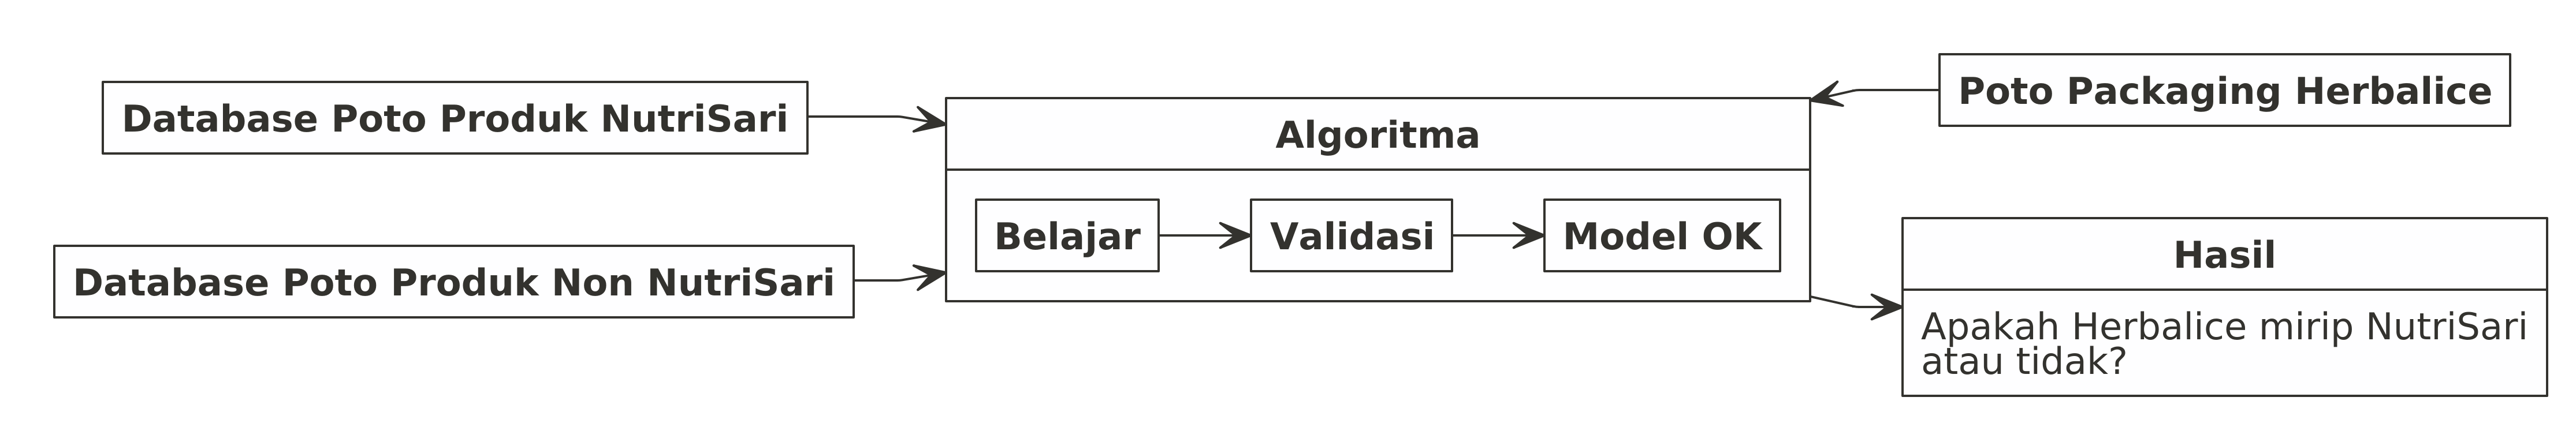 Database Poto Produk NutriSari
Database Poto Produk Non NutriSari
Algoritma
Belajar
Validasi
Model OK
Poto Packaging Herbalice
Hasil
Apakah Herbalice mirip NutriSari
atau tidak?